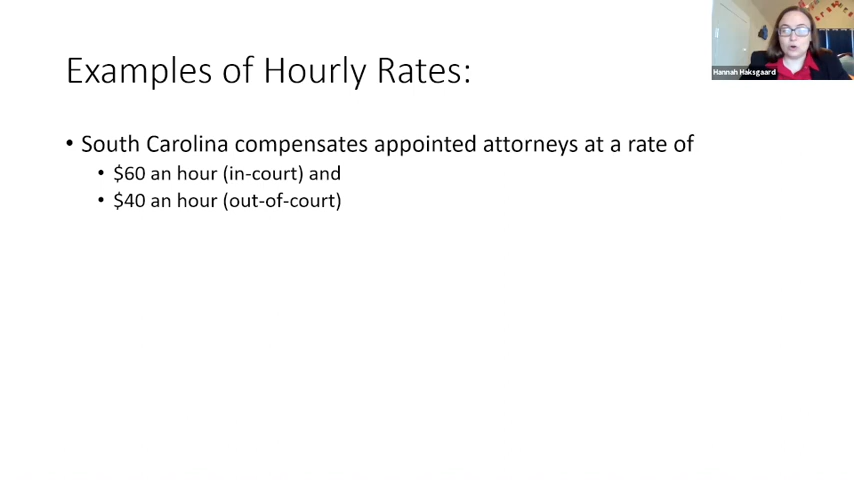 Hannah Haksgaard
Examples of Hourly Rates:
• South Carolina compensates appointed attorneys at a rate of
• $60 an hour (in-court) and
• $40 an hour (out-of-court)